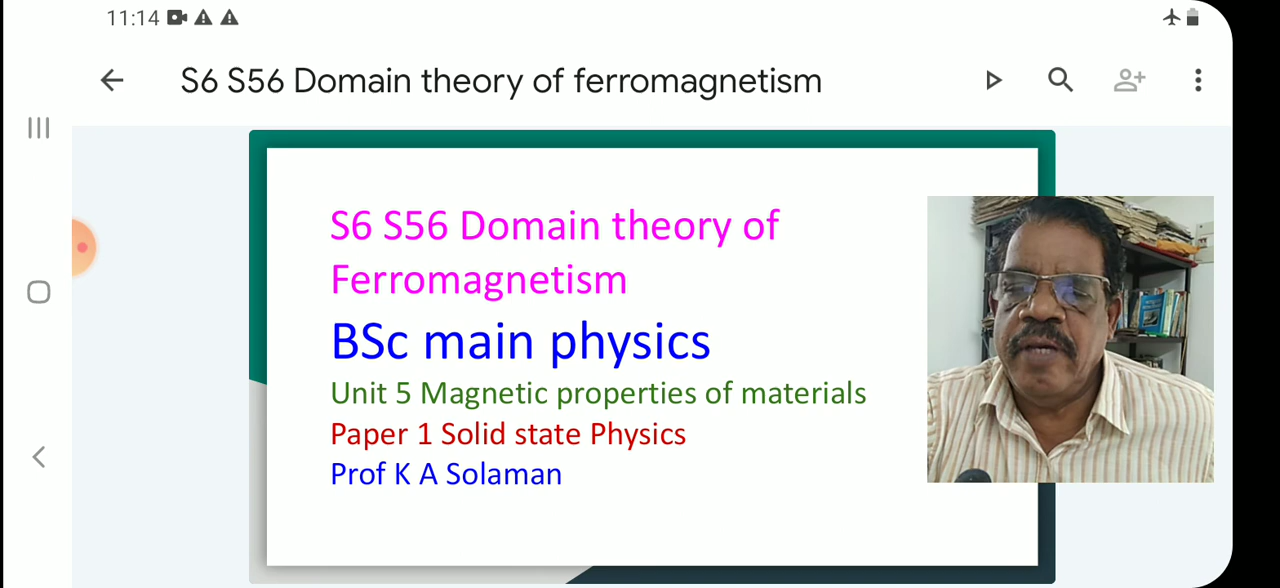 11:14
S6 S56 Domain theory of ferromagnetism
S6 S56 Domain theory of
Ferromagnetism
BSc main physics
Unit 5 Magnetic properties of materials
Paper 1 Solid state Physics
Prof K A Solaman